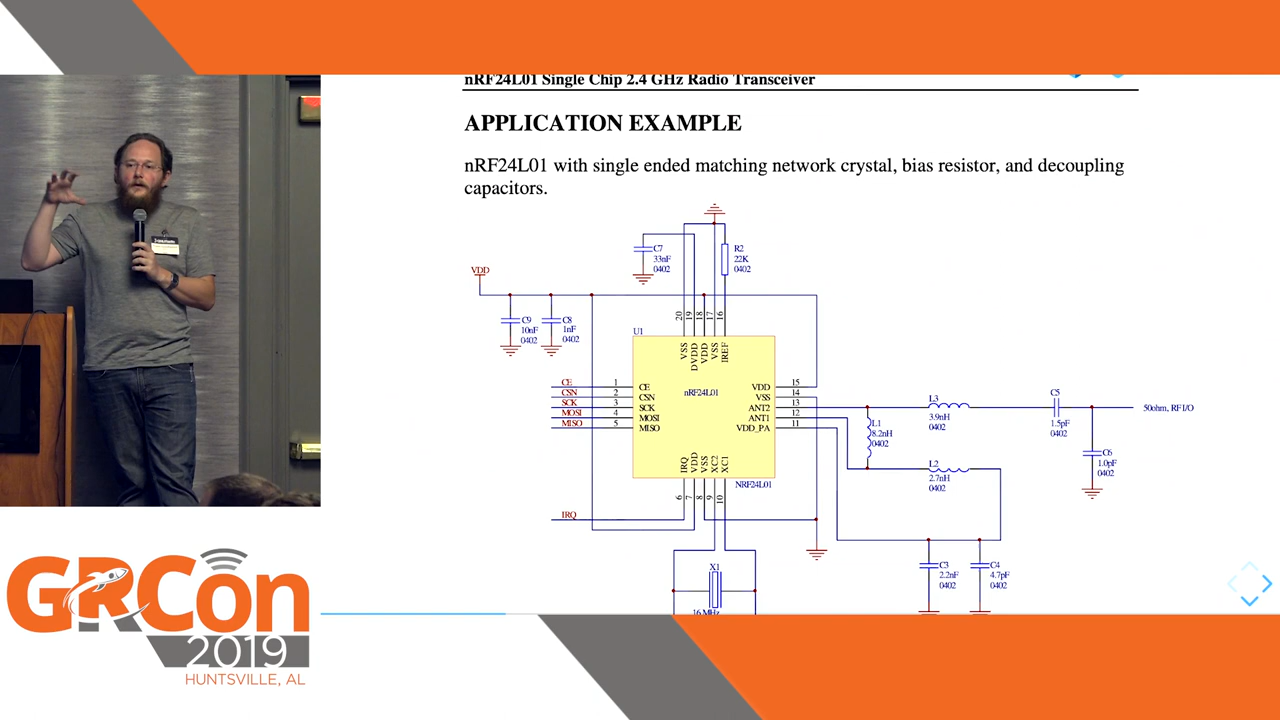 nRF24L01 Single Chip 2.4 GHz Radio Transceiver
APPLICATION EXAMPLE
nRF24L01 with single ended matching network crystal, bias resistor, and decoupling
capacitors.
C7
33nF
0402
R2
22K
0402
VDD
C9
10nF
0402
C8
1nF
0402
20
19
18
17
16
U1
VSS
DVDD
VDD
VSS
IREF
nRF24L01
CE
1
CE
CSN
2
CSN
SCK
3
SCK
MOSI
4
MOSI
MISO
5
MISO
VDD
15
VSS
14
ANT2
13
ANT1
12
VDD_PA
11
IRQ
VDD
VSS
XC2
XC1
NRF24L01
6
7
8
9
10
IRQ
L1
8.2nH
0402
L3
3.9nH
0402
L2
2.7nH
0402
C5
1.5pF
0402
50ohm, RF I/O
C6
1.0pF
0402
C3
2.2nF
0402
C4
4.7pF
0402
X1
16 MHz
GRCon
2019
HUNTSVILLE, AL